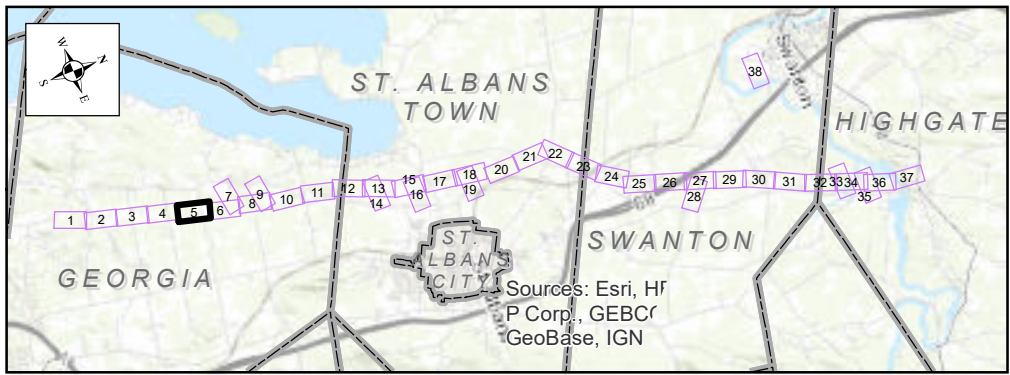 W
N
S
E
ST. ALBANS
TOWN
38
Swanton
HIGHGATE
1
2
3
4
5
6
7
8
9
10
11
12
13
14
15
16
17
18
19
20
21
22
23
24
25
26
27
28
29
30
31
32
33
34
35
36
37
GEORGIA
ST.
ALBANS
CITY
SWANTON
Sources: Esri, HE
P Corp., GEBC
GeoBase, IGN